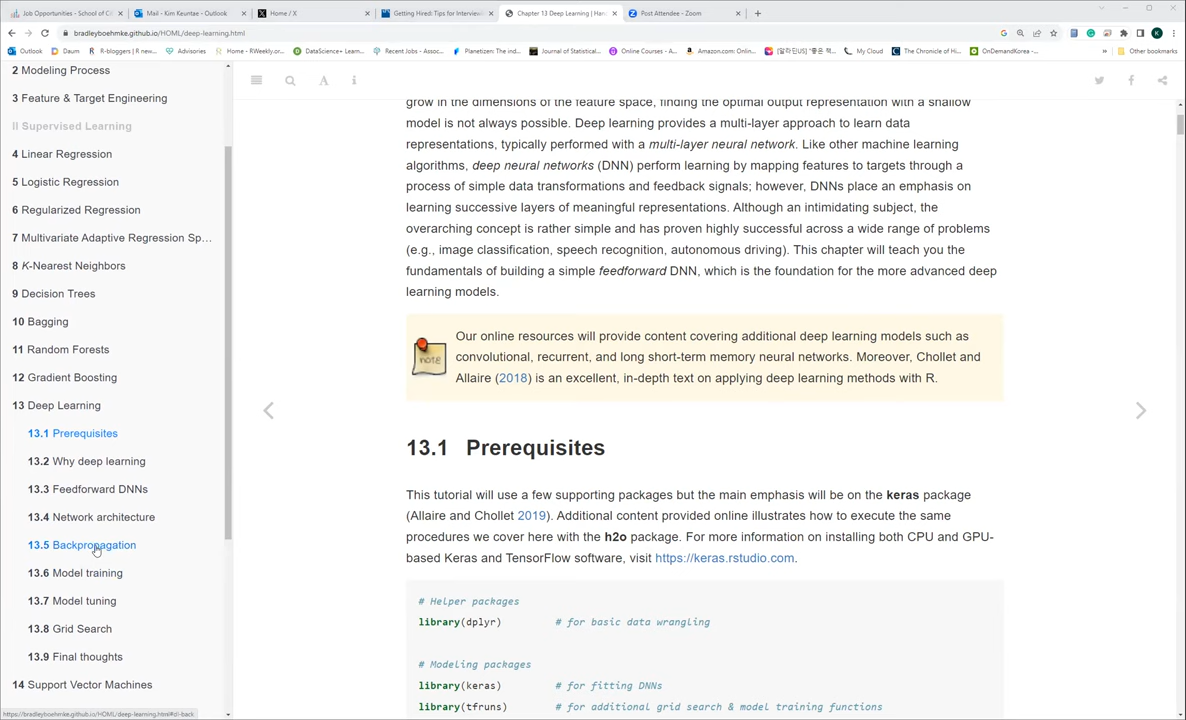 Job Opportunities - School of Cit
Mail - Kim Keuntae - Outlook
Home / X
Getting Hired: Tips for Interview
Chapter 13 Deep Learning | Han
Post Attendee - Zoom
bradleyboehmke.github.io/HOML/deep-learning.html
Outlook
Daum
R-bloggers | R new...
Advisories
Home - RWeekly.or...
DataScience+ Learn...
Recent Jobs - Assoc...
Planetizen: The ind...
Journal of Statistical...
Online Courses - A...
Amazon.com: Onlin...
My Cloud
The Chronicle of Hi...
OnDemandKorea -...
Other bookmarks
2 Modeling Process
3 Feature & Target Engineering
II Supervised Learning
4 Linear Regression
5 Logistic Regression
6 Regularized Regression
7 Multivariate Adaptive Regression Sp...
8 K-Nearest Neighbors
9 Decision Trees
10 Bagging
11 Random Forests
12 Gradient Boosting
13 Deep Learning
13.1 Prerequisites
13.2 Why deep learning
13.3 Feedforward DNNs
13.4 Network architecture
13.5 Backpropagation
13.6 Model training
13.7 Model tuning
13.8 Grid Search
13.9 Final thoughts
14 Support Vector Machines
https://bradleyboehmke.github.io/HOML/deep-learning.html#dl-back
grow in the dimensions of the feature space, finding the optimal output representation with a shallow
model is not always possible. Deep learning provides a multi-layer approach to learn data
representations, typically performed with a multi-layer neural network. Like other machine learning
algorithms, deep neural networks (DNN) perform learning by mapping features to targets through a
process of simple data transformations and feedback signals; however, DNNs place an emphasis on
learning successive layers of meaningful representations. Although an intimidating subject, the
overarching concept is rather simple and has proven highly successful across a wide range of problems
(e.g., image classification, speech recognition, autonomous driving). This chapter will teach you the
fundamentals of building a simple feedforward DNN, which is the foundation for the more advanced deep
learning models.
note
Our online resources will provide content covering additional deep learning models such as
convolutional, recurrent, and long short-term memory neural networks. Moreover, Chollet and
Allaire (2018) is an excellent, in-depth text on applying deep learning methods with R.
13.1 Prerequisites
This tutorial will use a few supporting packages but the main emphasis will be on the keras package
(Allaire and Chollet 2019). Additional content provided online illustrates how to execute the same
procedures we cover here with the h2o package. For more information on installing both CPU and GPU-
based Keras and TensorFlow software, visit https://keras.rstudio.com.
# Helper packages
library(dplyr) # for basic data wrangling
# Modeling packages
library(keras) # for fitting DNNs
library(tfruns) # for additional grid search & model training functions